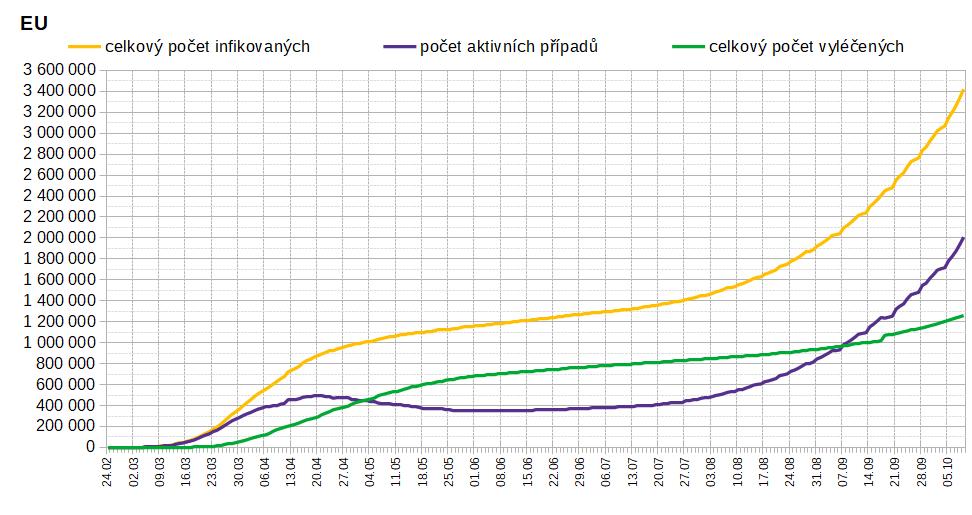 EU
celkový počet infikovaných počet aktivních případů celkový počet vyléčených
3 600 000
3 400 000
3 200 000
3 000 000
2 800 000
2 600 000
2 400 000
2 200 000
2 000 000
1 800 000
1 600 000
1 400 000
1 200 000
1 000 000
800 000
600 000
400 000
200 000
0
24.02
02.03
09.03
16.03
23.03
30.03
06.04
13.04
20.04
27.04
04.05
11.05
18.05
25.05
01.06
08.06
15.06
22.06
29.06
06.07
13.07
20.07
27.07
03.08
10.08
17.08
24.08
31.08
07.09
14.09
21.09
28.09
05.10